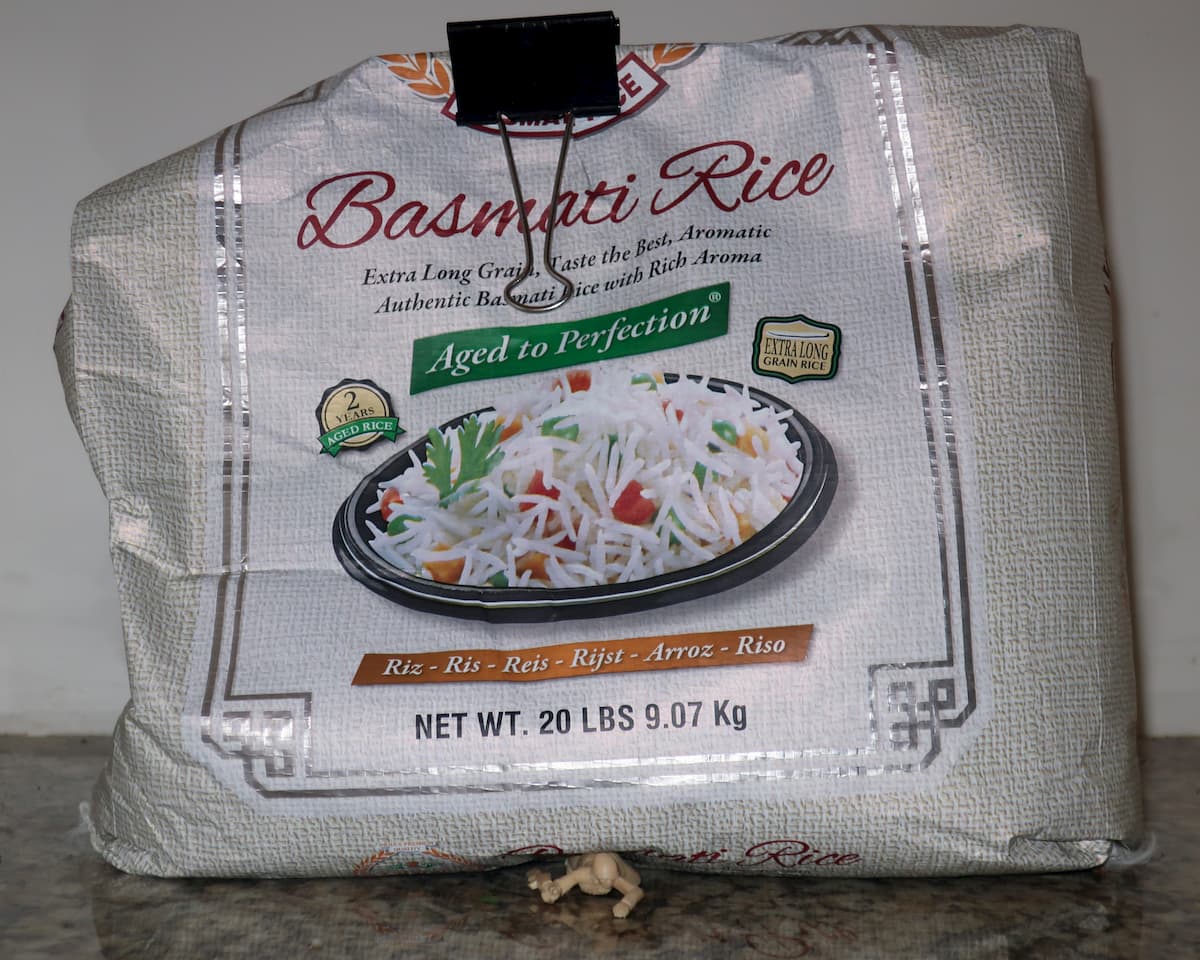 Basmati Rice
Extra Long Grain, Taste the Best, Aromatic
Authentic Basmati Rice with Rich Aroma
Aged to Perfection®
EXTRA LONG
GRAIN RICE
2
YEARS
AGED RICE
Riz - Ris - Reis - Rijst - Arroz - Riso
NET WT. 20 LBS 9.07 Kg
Basmati Rice